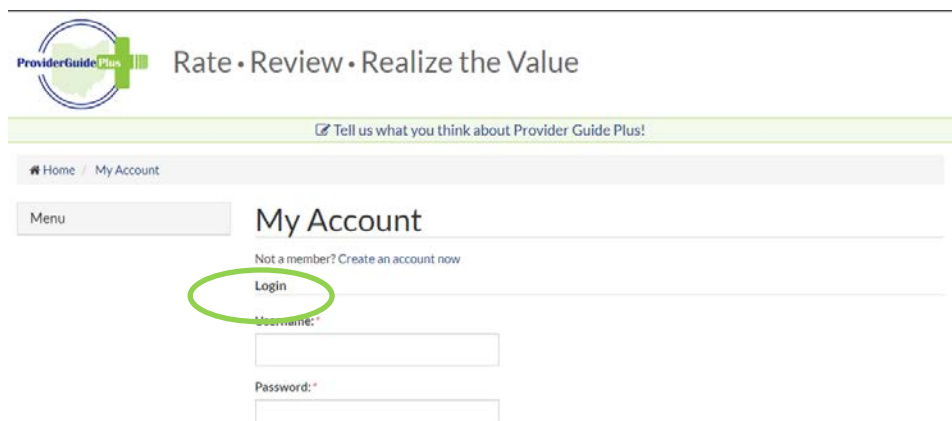 ProviderGuide Plus
Rate • Review • Realize the Value
Tell us what you think about Provider Guide Plus!
Home / My Account
Menu
My Account
Not a member? Create an account now
Login
Username:*
Password:*